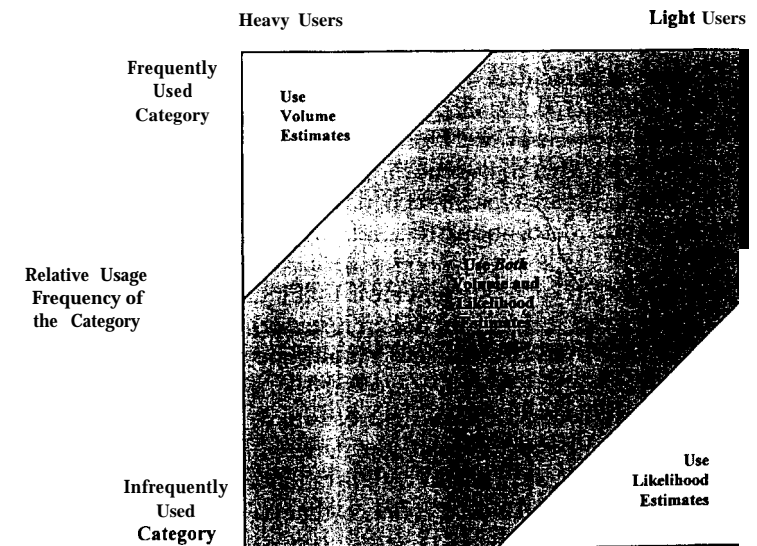 Heavy Users
Light Users
Frequently
Used
Category
Use
Volume
Estimates
Relative Usage
Frequency of
the Category
Use Both
Volume and
Likelihood
Estimates
Infrequently
Used
Category
Use
Likelihood
Estimates